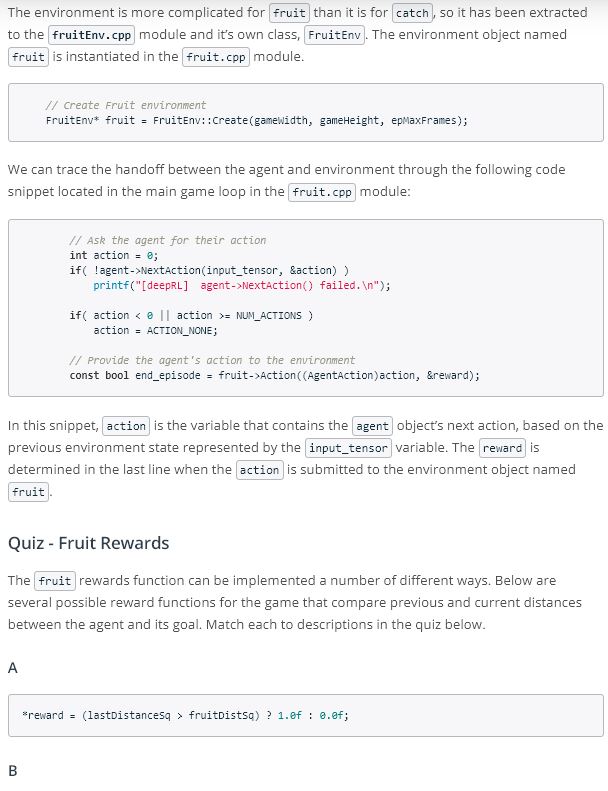 The environment is more complicated for fruit than it is for catch, so it has been extracted
to the fruitEnv.cpp module and it's own class, FruitEnv. The environment object named
fruit is instantiated in the fruit.cpp module.
// Create Fruit environment
FruitEnv* fruit = FruitEnv::Create(gameWidth, gameHeight, epMaxFrames);
We can trace the handoff between the agent and environment through the following code
snippet located in the main game loop in the fruit.cpp module:
// Ask the agent for their action
int action = 0;
if( !agent->NextAction(input_tensor, &action) )
printf("[deepRL]  agent->NextAction() failed.\n");
if( action < 0 || action >= NUM_ACTIONS )
action = ACTION_NONE;
// Provide the agent's action to the environment
const bool end_episode = fruit->Action((AgentAction)action, &reward);
In this snippet, action is the variable that contains the agent object's next action, based on the
previous environment state represented by the input_tensor variable. The reward is
determined in the last line when the action is submitted to the environment object named
fruit.
Quiz - Fruit Rewards
The fruit rewards function can be implemented a number of different ways. Below are
several possible reward functions for the game that compare previous and current distances
between the agent and its goal. Match each to descriptions in the quiz below.
A
*reward = (lastDistanceSq > fruitDistSq) ? 1.0f : 0.0f;
B